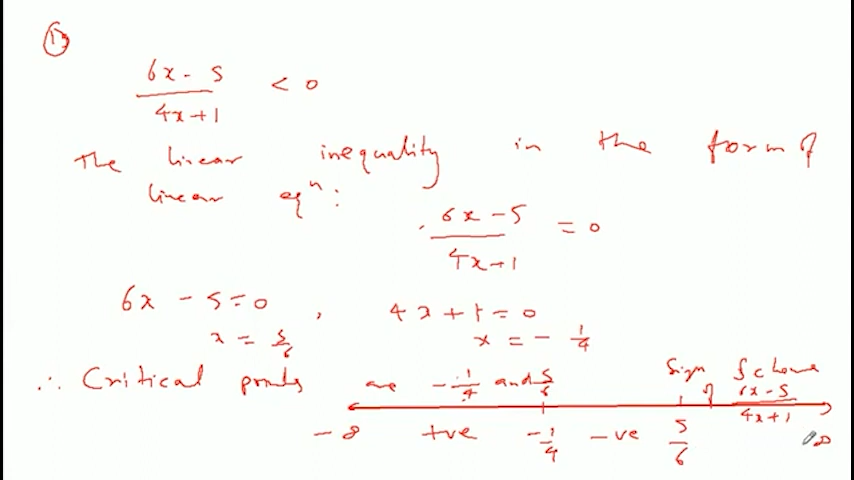 1)
6x - 5 / 4x + 1 < 0
The linear inequality in the form of
linear eqⁿ:
6x - 5 / 4x + 1 = 0
6x - 5 = 0 , 4x + 1 = 0
x = 5/6 x = - 1/4
∴ Critical points are - 1/4 and 5/6
Sign Scheme
of 6x - 5 / 4x + 1
- ∞ +ve - 1/4 -ve 5/6 ∞